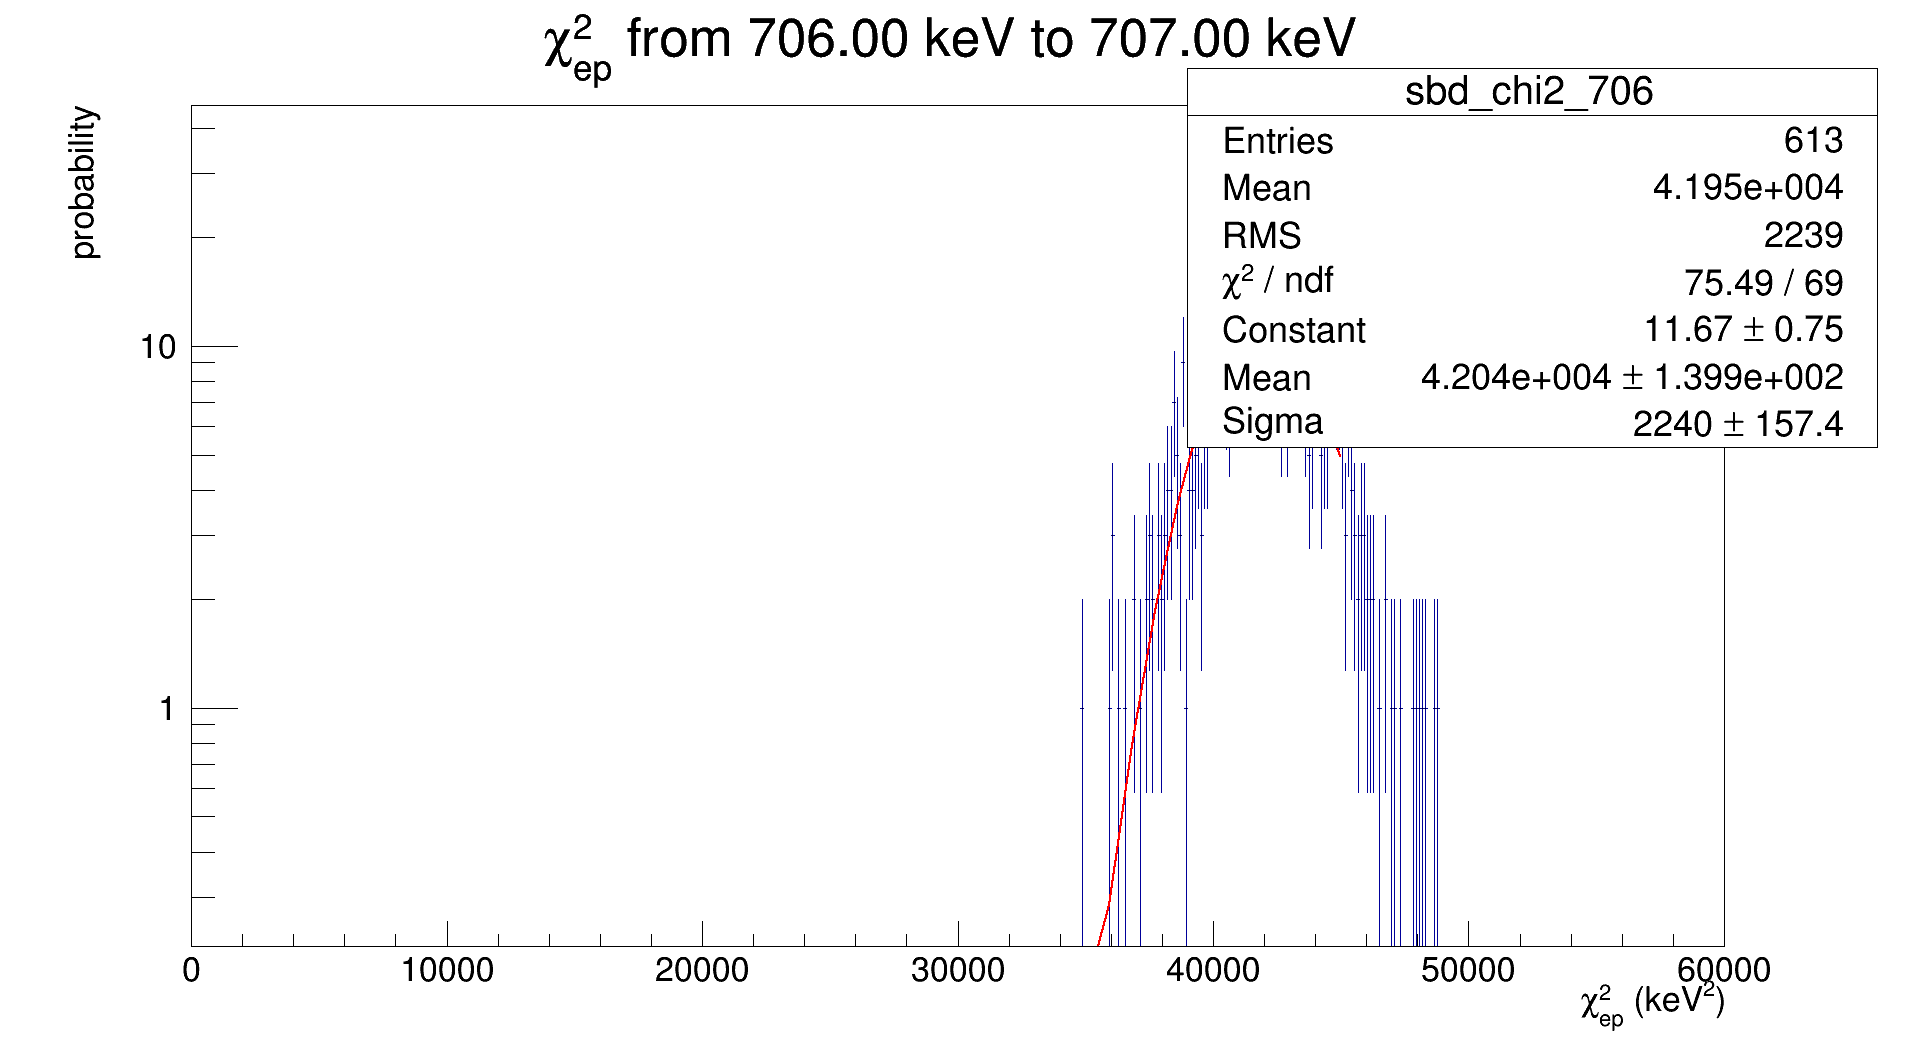 χ²ep from 706.00 keV to 707.00 keV
probability
sbd_chi2_706
Entries 613
Mean 4.195e+004
RMS 2239
χ² / ndf 75.49 / 69
Constant 11.67 ± 0.75
Mean 4.204e+004 ± 1.399e+002
Sigma 2240 ± 157.4
10
1
0 10000 20000 30000 40000 50000 60000
χ²ep (keV²)